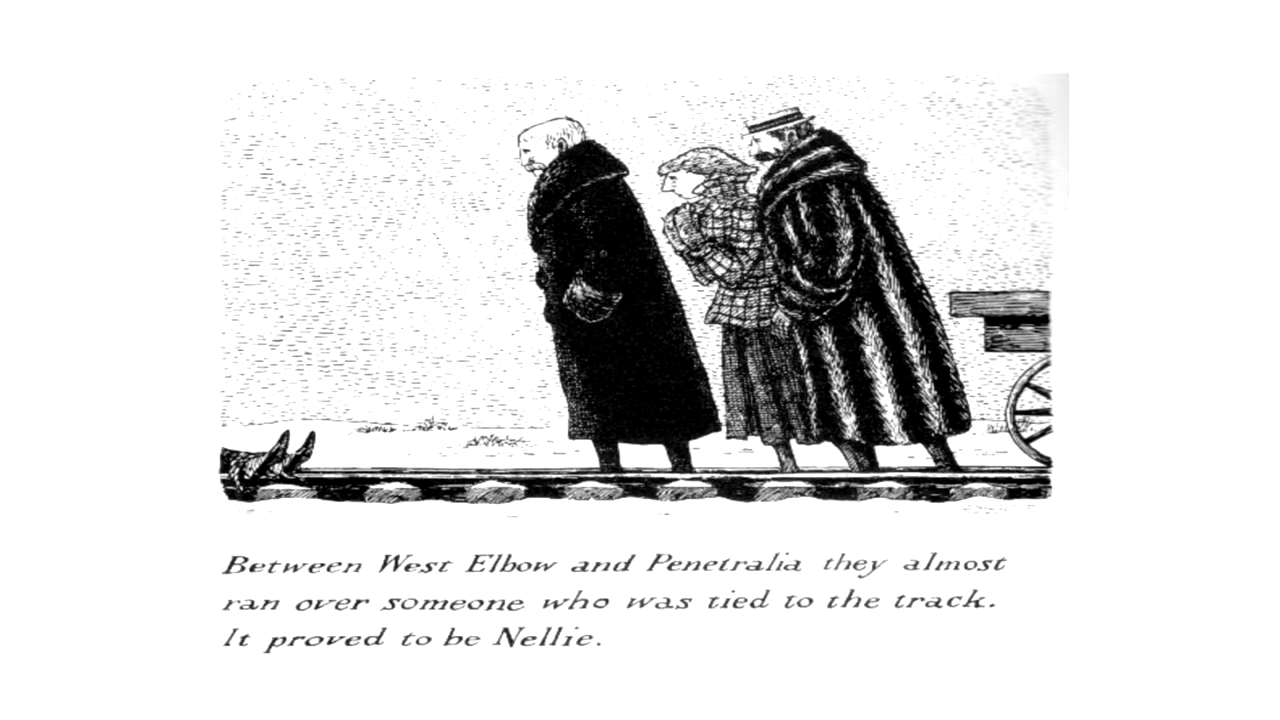 Between West Elbow and Penetralia they almost
ran over someone who was tied to the track.
It proved to be Nellie.